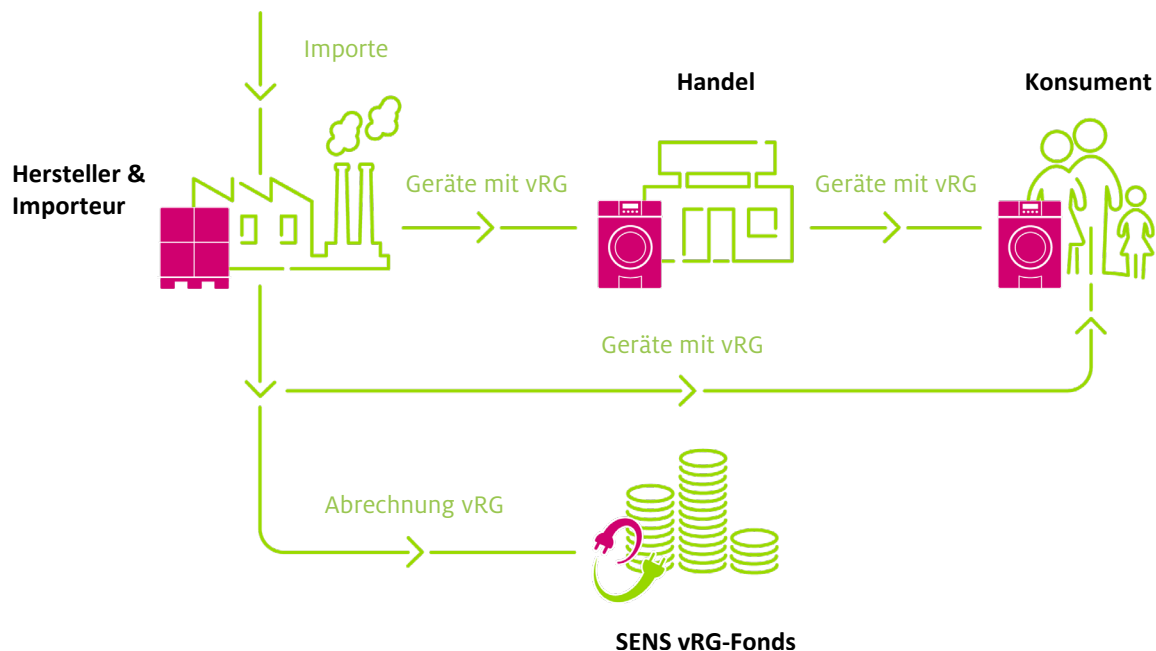 Importe
Handel
Konsument
Hersteller &
Importeur
Geräte mit vRG
Geräte mit vRG
Geräte mit vRG
Abrechnung vRG
SENS vRG-Fonds